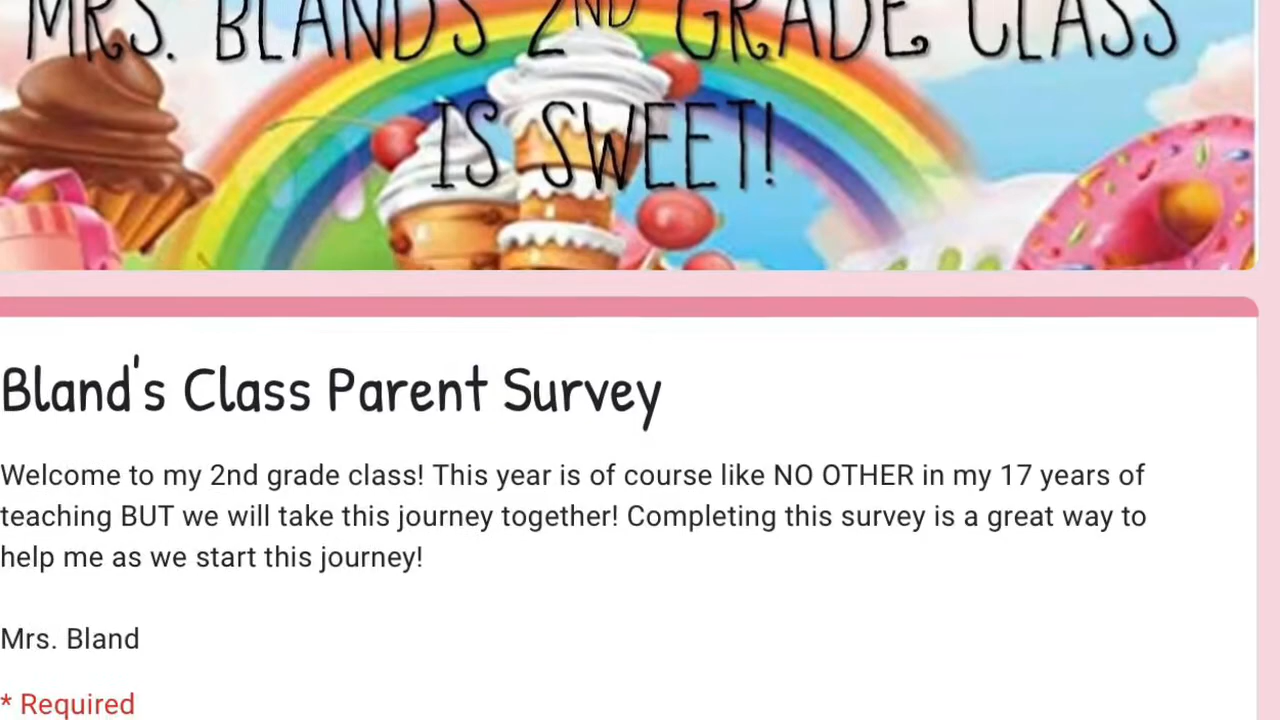 MRS. BLAND'S 2ND GRADE CLASS
IS SWEET!
Bland's Class Parent Survey
Welcome to my 2nd grade class! This year is of course like NO OTHER in my 17 years of
teaching BUT we will take this journey together! Completing this survey is a great way to
help me as we start this journey!
Mrs. Bland
* Required